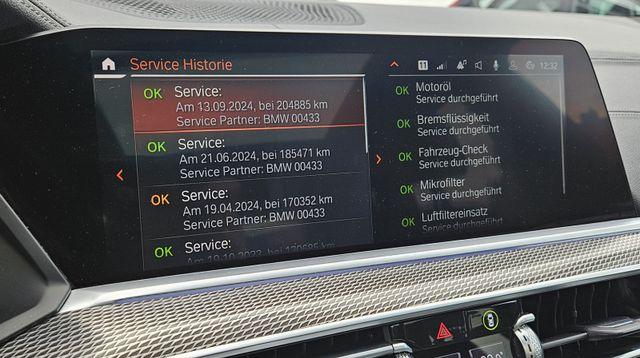 Service Historie
11
12:32
OK Service:
Am 13.09.2024, bei 204885 km
Service Partner: BMW 00433
OK Service:
Am 21.06.2024, bei 185471 km
Service Partner: BMW 00433
OK Service:
Am 19.04.2024, bei 170352 km
Service Partner: BMW 00433
OK Service:
OK Motoröl
Service durchgeführt
OK Bremsflüssigkeit
Service durchgeführt
OK Fahrzeug-Check
Service durchgeführt
OK Mikrofilter
Service durchgeführt
OK Luftfiltereinsatz
Service durchgeführt